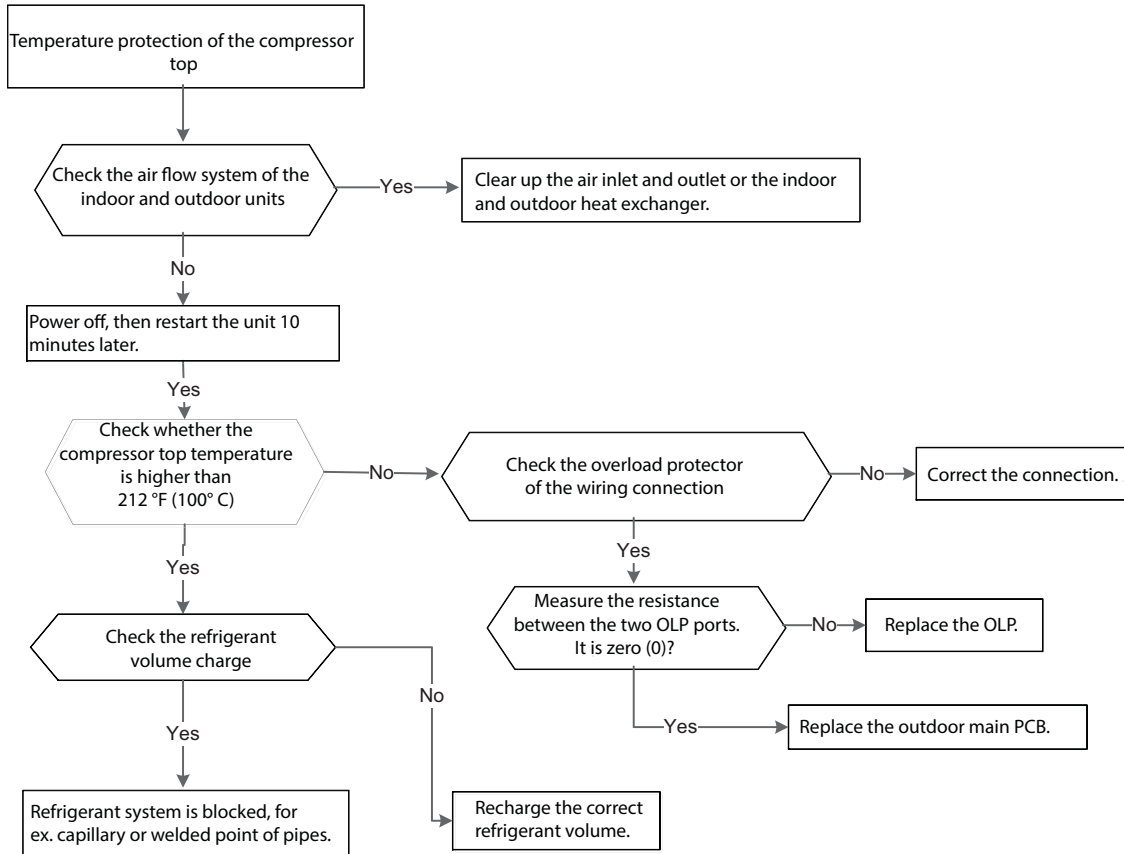 Temperature protection of the compressor
top
Check the air flow system of the
indoor and outdoor units
Yes
Clear up the air inlet and outlet or the indoor
and outdoor heat exchanger.
No
Power off, then restart the unit 10
minutes later.
Yes
Check whether the
compressor top temperature
is higher than
212 °F (100° C)
No
Check the overload protector
of the wiring connection
No
Correct the connection. .
Yes
Yes
Measure the resistance
between the two OLP ports.
It is zero (0)?
No
Replace the OLP.
Check the refrigerant
volume charge
No
Yes
Replace the outdoor main PCB.
Yes
Refrigerant system is blocked, for
ex. capillary or welded point of pipes.
Recharge the correct
refrigerant volume.